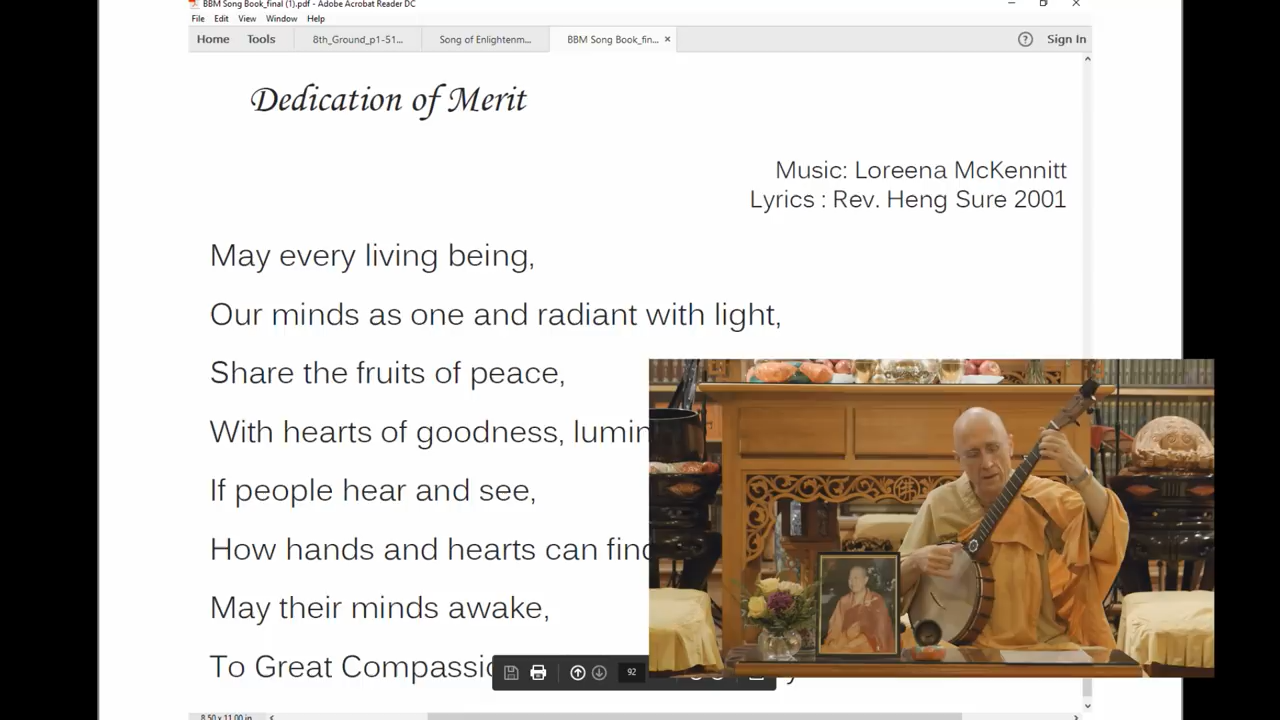 BBM Song Book_final (1).pdf - Adobe Acrobat Reader DC
File Edit View Window Help
Home Tools 8th_Ground_p1-51... Song of Enlightenm... BBM Song Book_fin... × ? Sign In
Dedication of Merit
Music: Loreena McKennitt
Lyrics : Rev. Heng Sure 2001
May every living being,
Our minds as one and radiant with light,
Share the fruits of peace,
With hearts of goodness,
If people hear and see,
How hands and hearts can
May their minds awake,
To Great
92
8.50 x 11.00 in